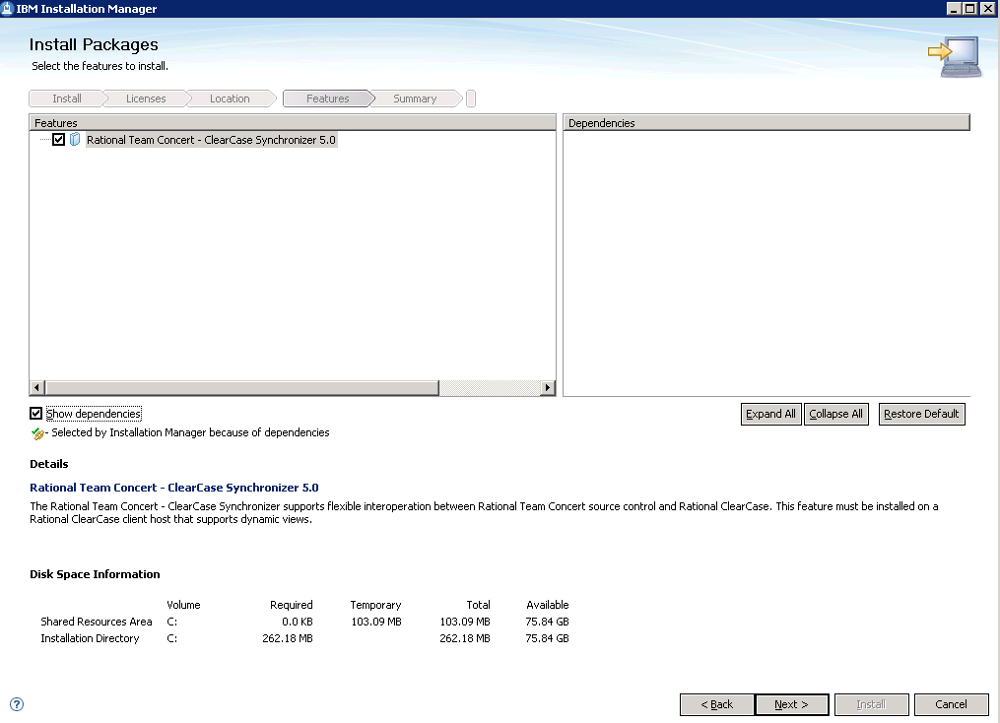 IBM Installation Manager
Install Packages
Select the features to install.
Install Licenses Location Features Summary
Features Dependencies
Rational Team Concert - ClearCase Synchronizer 5.0
Show dependencies Expand All Collapse All Restore Default
- Selected by Installation Manager because of dependencies
Details
Rational Team Concert - ClearCase Synchronizer 5.0
The Rational Team Concert - ClearCase Synchronizer supports flexible interoperation between Rational Team Concert source control and Rational ClearCase. This feature must be installed on a
Rational ClearCase client host that supports dynamic views.
Disk Space Information
Volume Required Temporary Total Available
Shared Resources Area C: 0.0 KB 103.09 MB 103.09 MB 75.84 GB
Installation Directory C: 262.18 MB 262.18 MB 75.84 GB
? < Back Next > Install Cancel